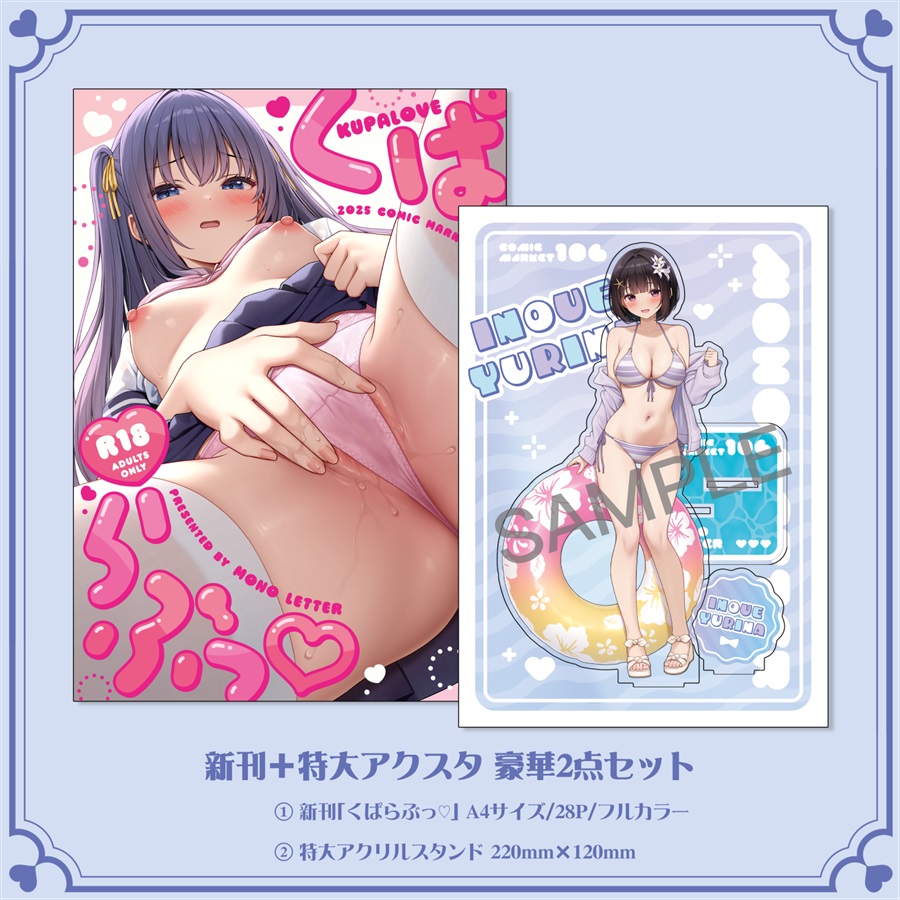 くぱ
KUPALOVE
2025 COMIC MARK
R18
ADULTS
ONLY
PRESENTED BY MONO LETTER
らぶっ♡
COMIC
MARKET 106
INOUE
YURINA
SAMPLE
INOUE
YURINA
新刊＋特大アクスタ 豪華2点セット
① 新刊「くぱらぶっ♡」 A4サイズ/28P/フルカラー
② 特大アクリルスタンド 220mm×120mm